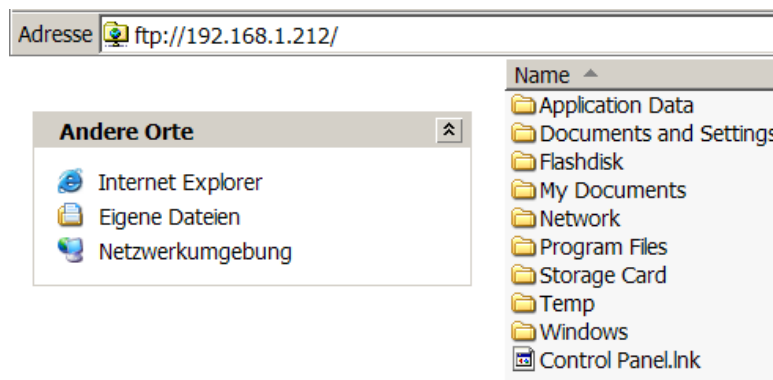 Adresse ftp://192.168.1.212/
Name
Andere Orte
Internet Explorer
Eigene Dateien
Netzwerkumgebung
Application Data
Documents and Settings
Flashdisk
My Documents
Network
Program Files
Storage Card
Temp
Windows
Control Panel.lnk